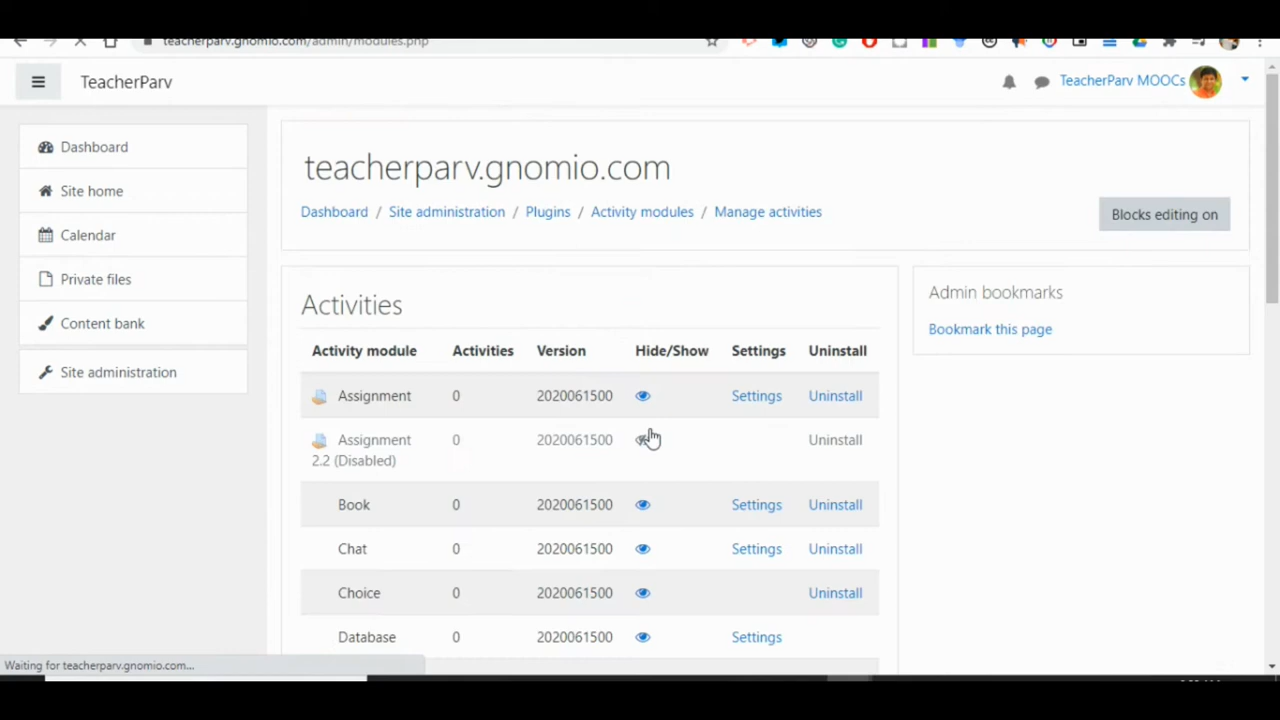 teacherparv.gnomio.com/admin/modules.php
TeacherParv
TeacherParv MOOCs
Dashboard
Site home
Calendar
Private files
Content bank
Site administration
teacherparv.gnomio.com
Dashboard / Site administration / Plugins / Activity modules / Manage activities
Blocks editing on
Activities
Activity module Activities Version Hide/Show Settings Uninstall
Assignment 0 2020061500 Settings Uninstall
Assignment 0 2020061500 Uninstall
2.2 (Disabled)
Book 0 2020061500 Settings Uninstall
Chat 0 2020061500 Settings Uninstall
Choice 0 2020061500 Uninstall
Database 0 2020061500 Settings
Admin bookmarks
Bookmark this page
Waiting for teacherparv.gnomio.com...